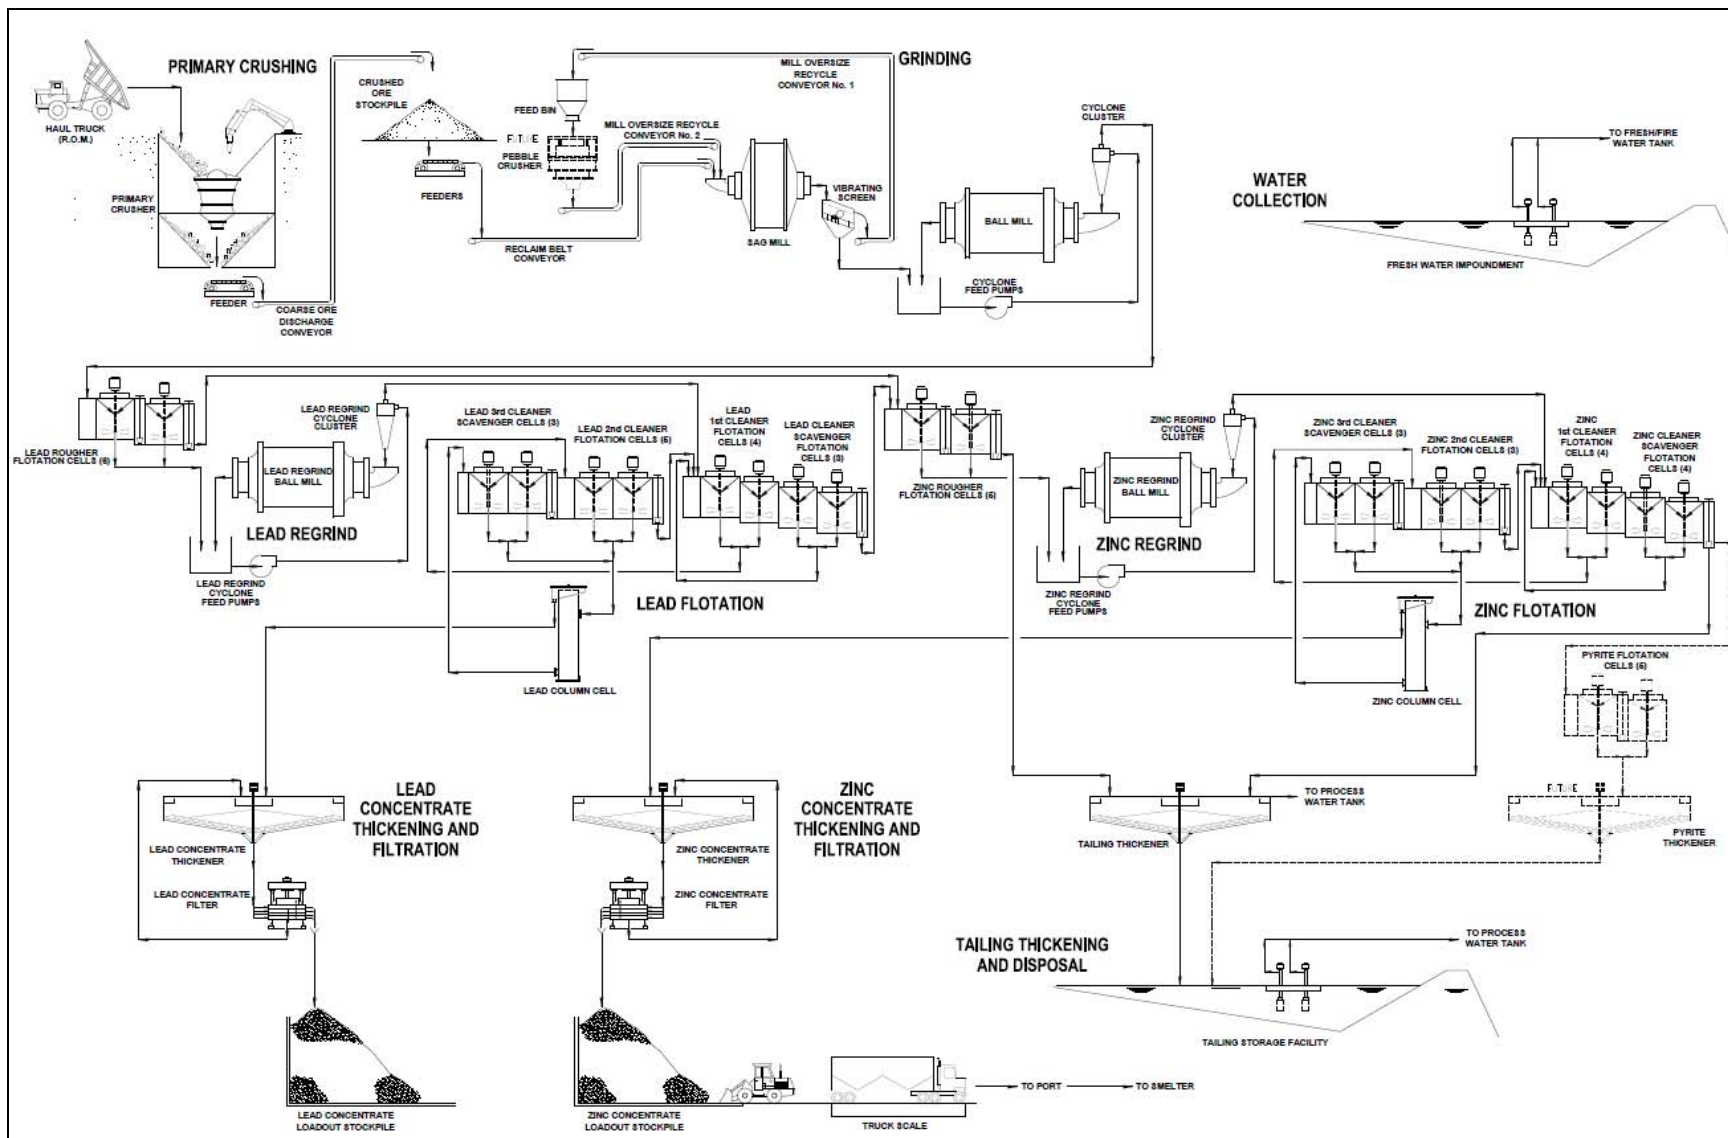 PRIMARY CRUSHING
HAUL TRUCK
(R.O.M.)
PRIMARY
CRUSHER
FEEDER
COARSE ORE
DISCHARGE
CONVEYOR
CRUSHED
ORE
STOCKPILE
FEEDERS
RECLAIM BELT
CONVEYOR
FEED BIN
FUTURE
PEBBLE
CRUSHER
MILL OVERSIZE RECYCLE
CONVEYOR No. 2
MILL OVERSIZE
RECYCLE
CONVEYOR No. 1
GRINDING
SAG MILL
VIBRATING
SCREEN
BALL MILL
CYCLONE
CLUSTER
CYCLONE
FEED PUMPS
WATER
COLLECTION
TO FRESH/FIRE
WATER TANK
FRESH WATER IMPOUNDMENT
LEAD ROUGHER
FLOTATION CELLS (6)
LEAD REGRIND
CYCLONE
CLUSTER
LEAD REGRIND
BALL MILL
LEAD REGRIND
LEAD REGRIND
CYCLONE
FEED PUMPS
LEAD 3rd CLEANER
SCAVENGER CELLS (3)
LEAD 2nd CLEANER
FLOTATION CELLS (5)
LEAD
1st CLEANER
FLOTATION
CELLS (4)
LEAD CLEANER
SCAVENGER
FLOTATION
CELLS (3)
LEAD FLOTATION
LEAD COLUMN CELL
ZINC ROUGHER
FLOTATION CELLS (5)
ZINC REGRIND
CYCLONE
CLUSTER
ZINC REGRIND
BALL MILL
ZINC REGRIND
ZINC REGRIND
CYCLONE
FEED PUMPS
ZINC 3rd CLEANER
SCAVENGER CELLS (3)
ZINC 2nd CLEANER
FLOTATION CELLS (3)
ZINC
1st CLEANER
FLOTATION
CELLS (4)
ZINC CLEANER
SCAVENGER
FLOTATION
CELLS (4)
ZINC FLOTATION
ZINC COLUMN CELL
PYRITE FLOTATION
CELLS (5)
LEAD
CONCENTRATE
THICKENING AND
FILTRATION
LEAD CONCENTRATE
THICKENER
LEAD CONCENTRATE
FILTER
ZINC
CONCENTRATE
THICKENING AND
FILTRATION
ZINC CONCENTRATE
THICKENER
ZINC CONCENTRATE
FILTER
TO PROCESS
WATER TANK
TAILING THICKENER
FUTURE
PYRITE
THICKENER
TAILING THICKENING
AND DISPOSAL
TO PROCESS
WATER TANK
TAILING STORAGE FACILITY
LEAD CONCENTRATE
LOADOUT STOCKPILE
ZINC CONCENTRATE
LOADOUT STOCKPILE
TRUCK SCALE
TO PORT
TO SMELTER